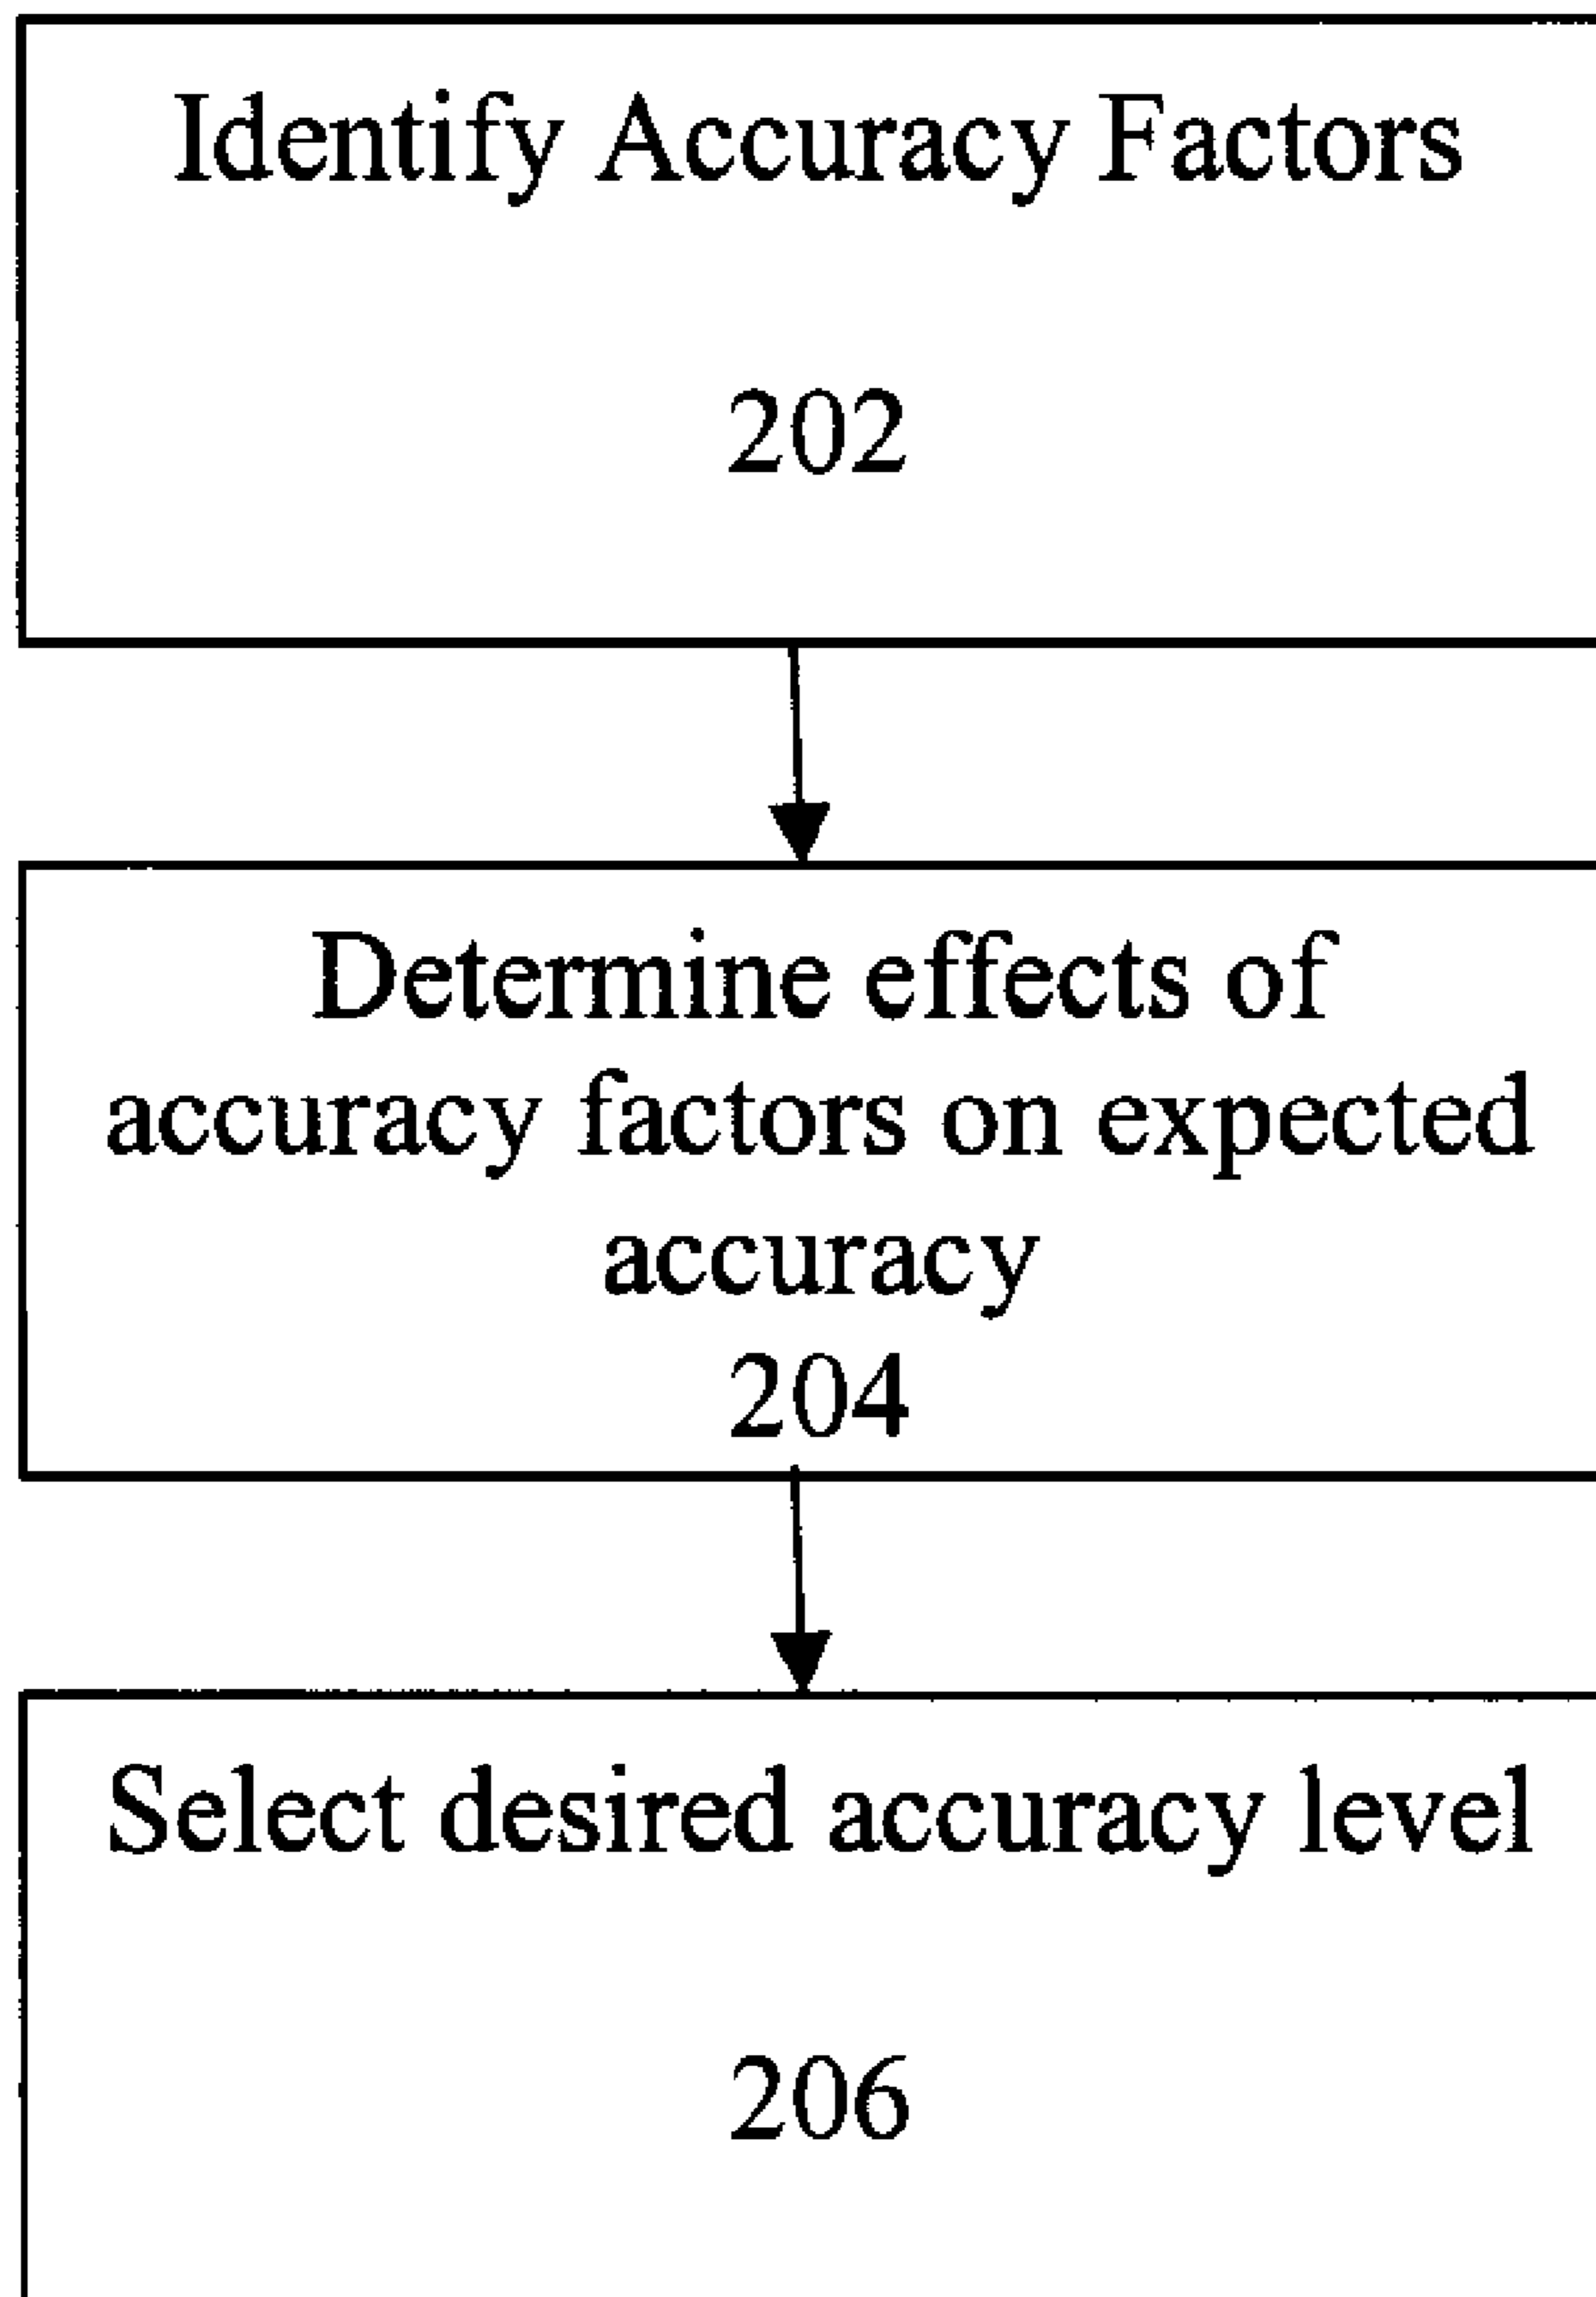 Identify Accuracy Factors
202
Determine effects of
accuracy factors on expected
accuracy
204
Select desired accuracy level
206